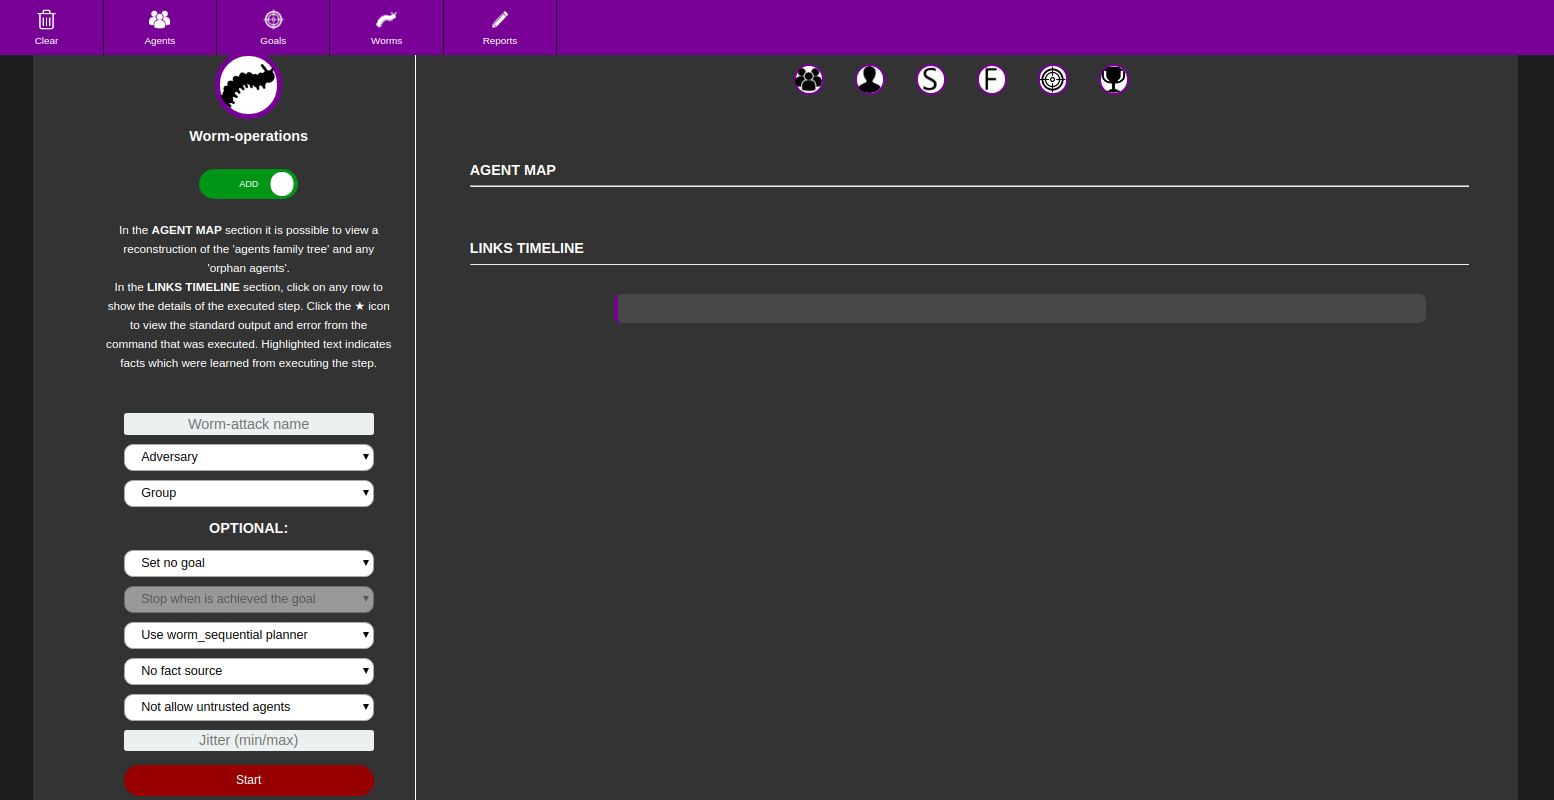 Clear
Agents
Goals
Worms
Reports
Worm-operations
ADD
In the AGENT MAP section it is possible to view a
reconstruction of the 'agents family tree' and any
'orphan agents'.
In the LINKS TIMELINE section, click on any row to
show the details of the executed step. Click the ★ icon
to view the standard output and error from the
command that was executed. Highlighted text indicates
facts which were learned from executing the step.
Worm-attack name
Adversary
Group
OPTIONAL:
Set no goal
Stop when is achieved the goal
Use worm_sequential planner
No fact source
Not allow untrusted agents
Jitter (min/max)
Start
S
F
AGENT MAP
LINKS TIMELINE